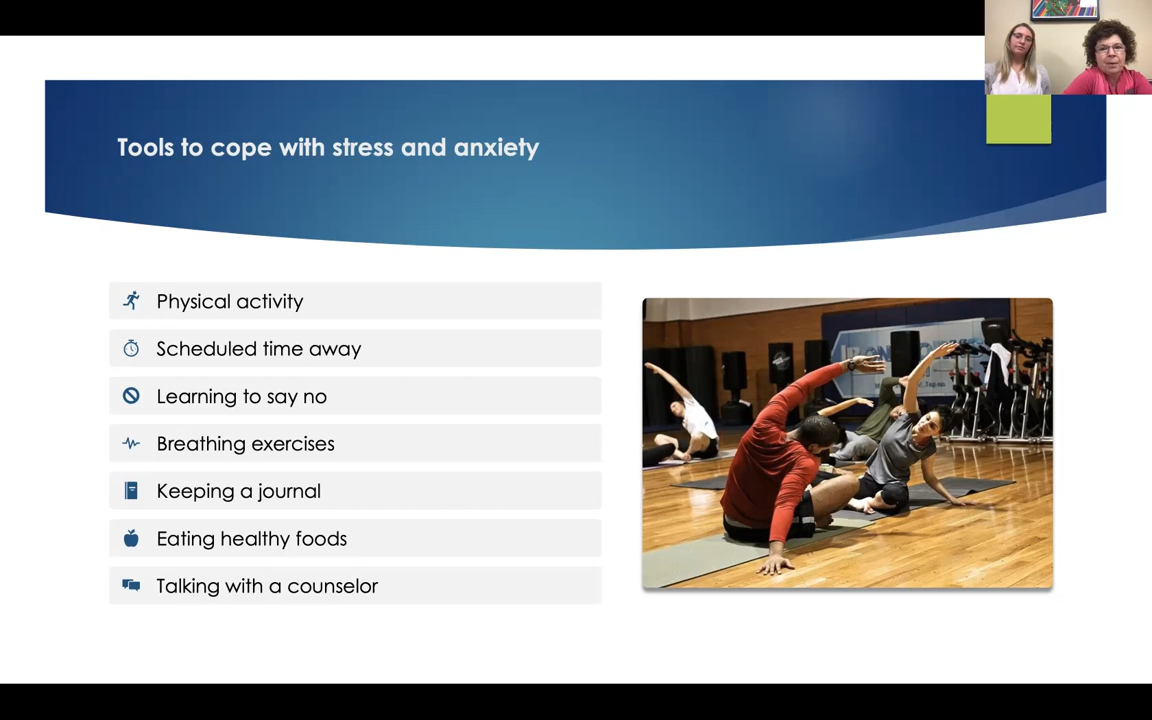 Tools to cope with stress and anxiety
Physical activity
Scheduled time away
Learning to say no
Breathing exercises
Keeping a journal
Eating healthy foods
Talking with a counselor